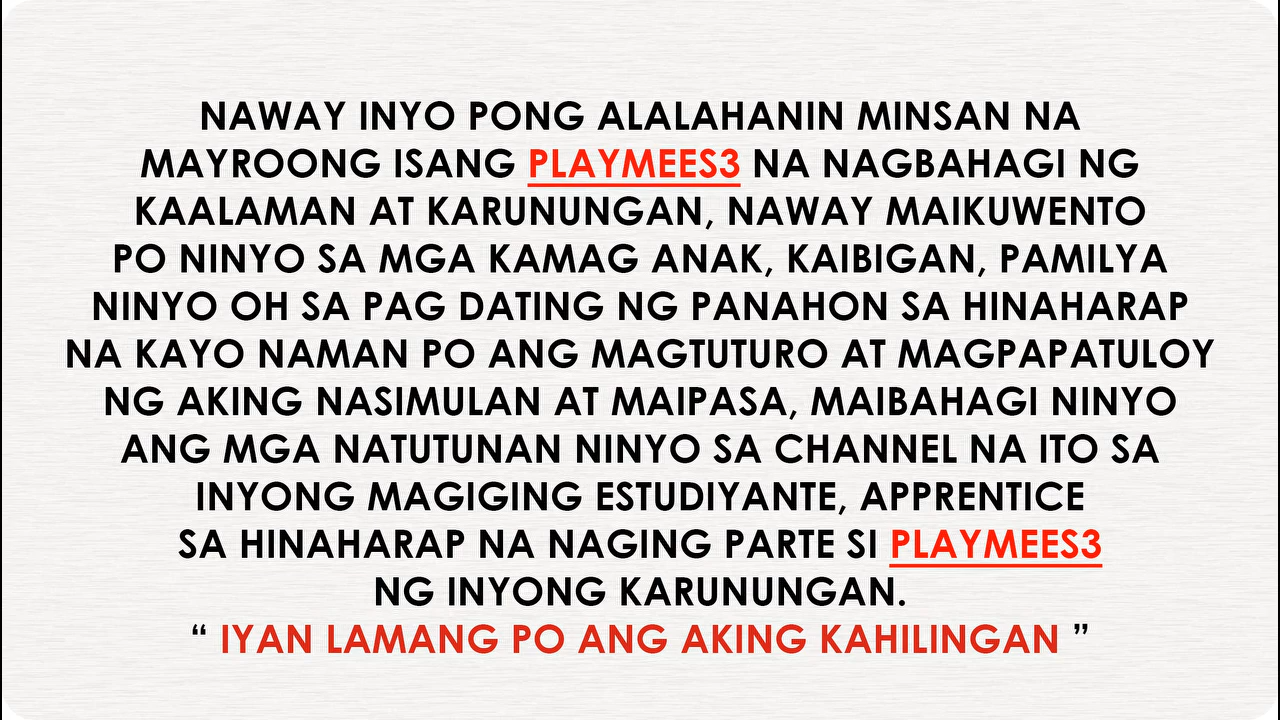 NAWAY INYO PONG ALALAHANIN MINSAN NA
MAYROONG ISANG PLAYMEES3 NA NAGBAHAGI NG
KAALAMAN AT KARUNUNGAN, NAWAY MAIKUWENTO
PO NINYO SA MGA KAMAG ANAK, KAIBIGAN, PAMILYA
NINYO OH SA PAG DATING NG PANAHON SA HINAHARAP
NA KAYO NAMAN PO ANG MAGTUTURO AT MAGPAPATULOY
NG AKING NASIMULAN AT MAIPASA, MAIBAHAGI NINYO
ANG MGA NATUTUNAN NINYO SA CHANNEL NA ITO SA
INYONG MAGIGING ESTUDIYANTE, APPRENTICE
SA HINAHARAP NA NAGING PARTE SI PLAYMEES3
NG INYONG KARUNUNGAN.
“ IYAN LAMANG PO ANG AKING KAHILINGAN ”